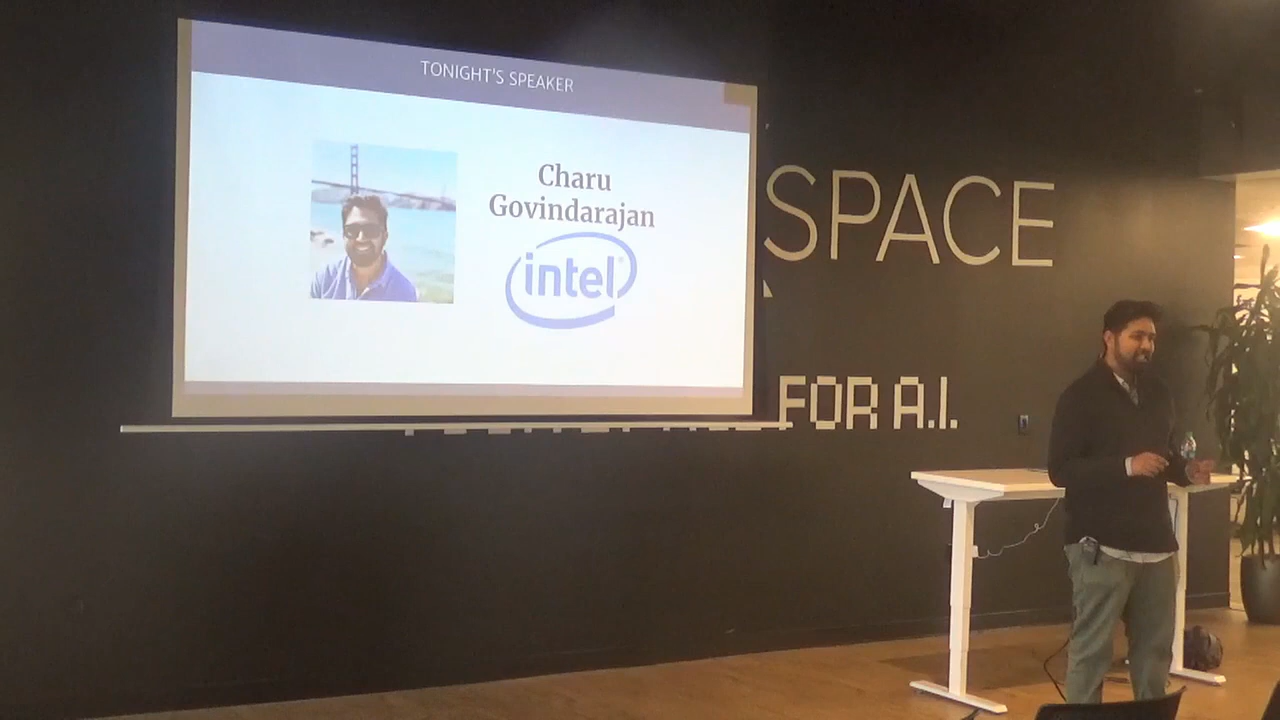 TONIGHT'S SPEAKER
Charu
Govindarajan
intel®
SPACE
FOR A.I.